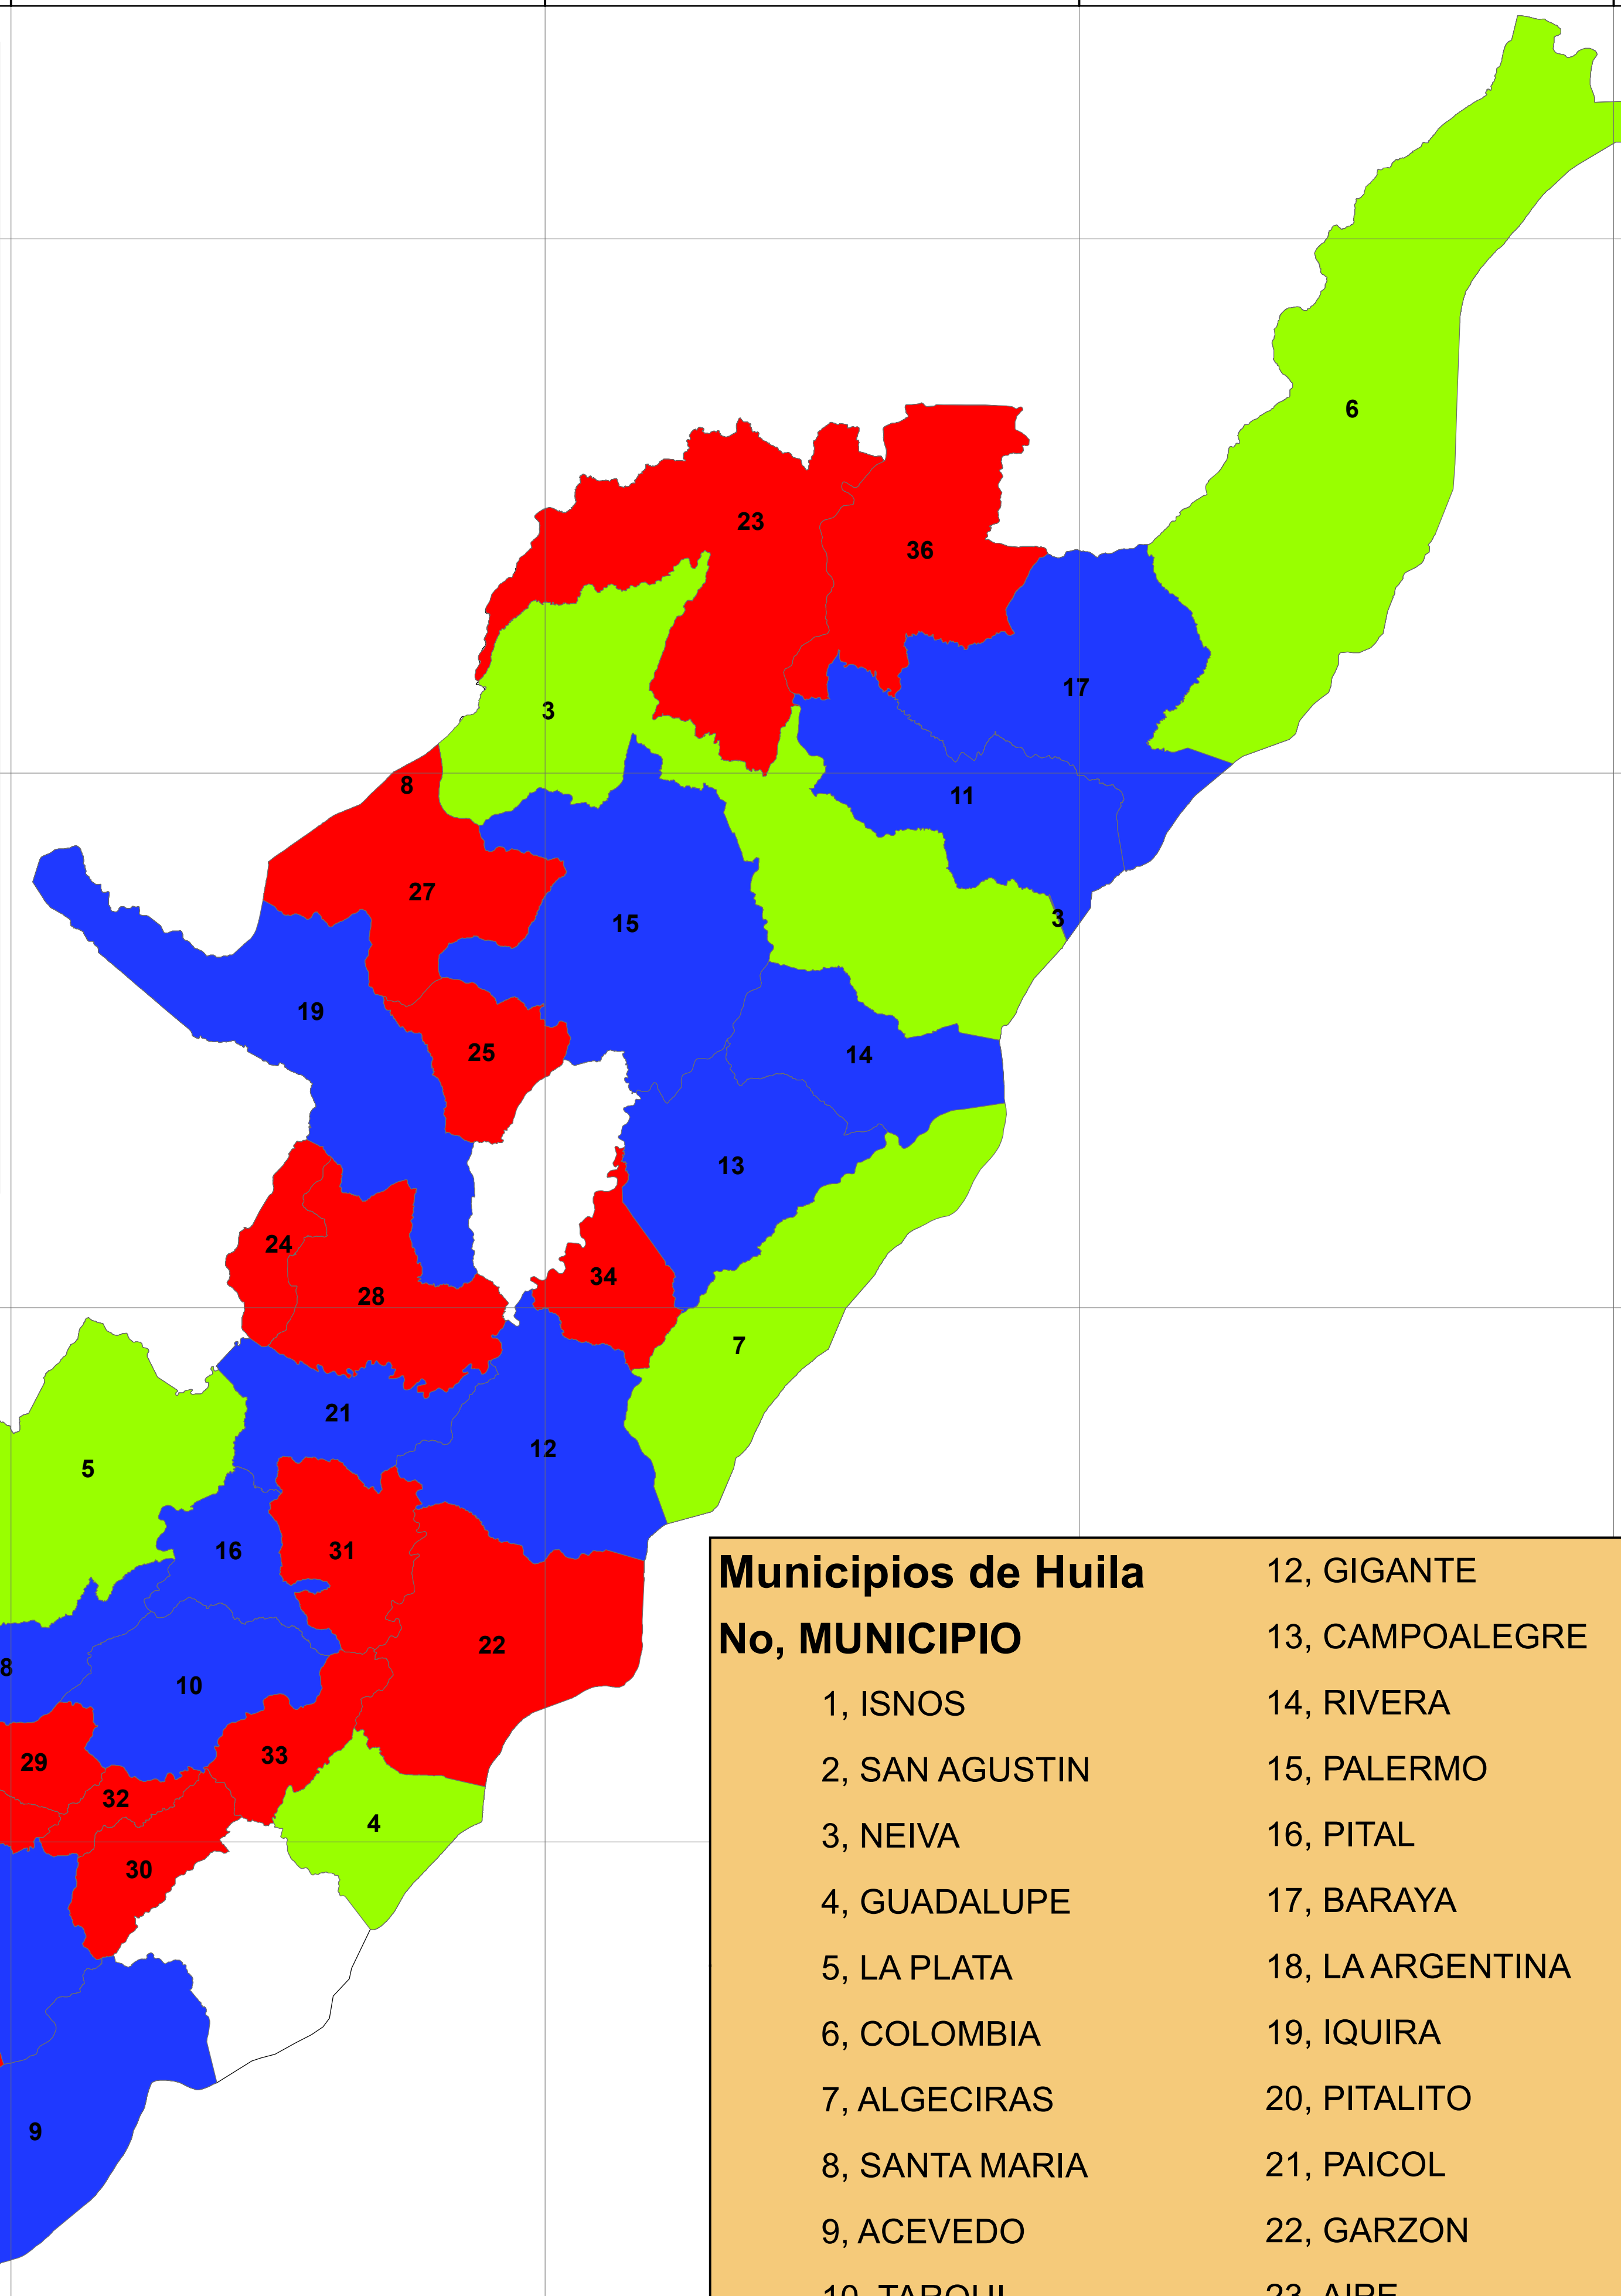 6
23
36
17
3
8
11
27
15
3
19
25
14
13
24
34
28
7
21
12
5
16
31
22
8
10
29
33
32
4
30
9
Municipios de Huila
No, MUNICIPIO
1, ISNOS
2, SAN AGUSTIN
3, NEIVA
4, GUADALUPE
5, LA PLATA
6, COLOMBIA
7, ALGECIRAS
8, SANTA MARIA
9, ACEVEDO
12, GIGANTE
13, CAMPOALEGRE
14, RIVERA
15, PALERMO
16, PITAL
17, BARAYA
18, LA ARGENTINA
19, IQUIRA
20, PITALITO
21, PAICOL
22, GARZON